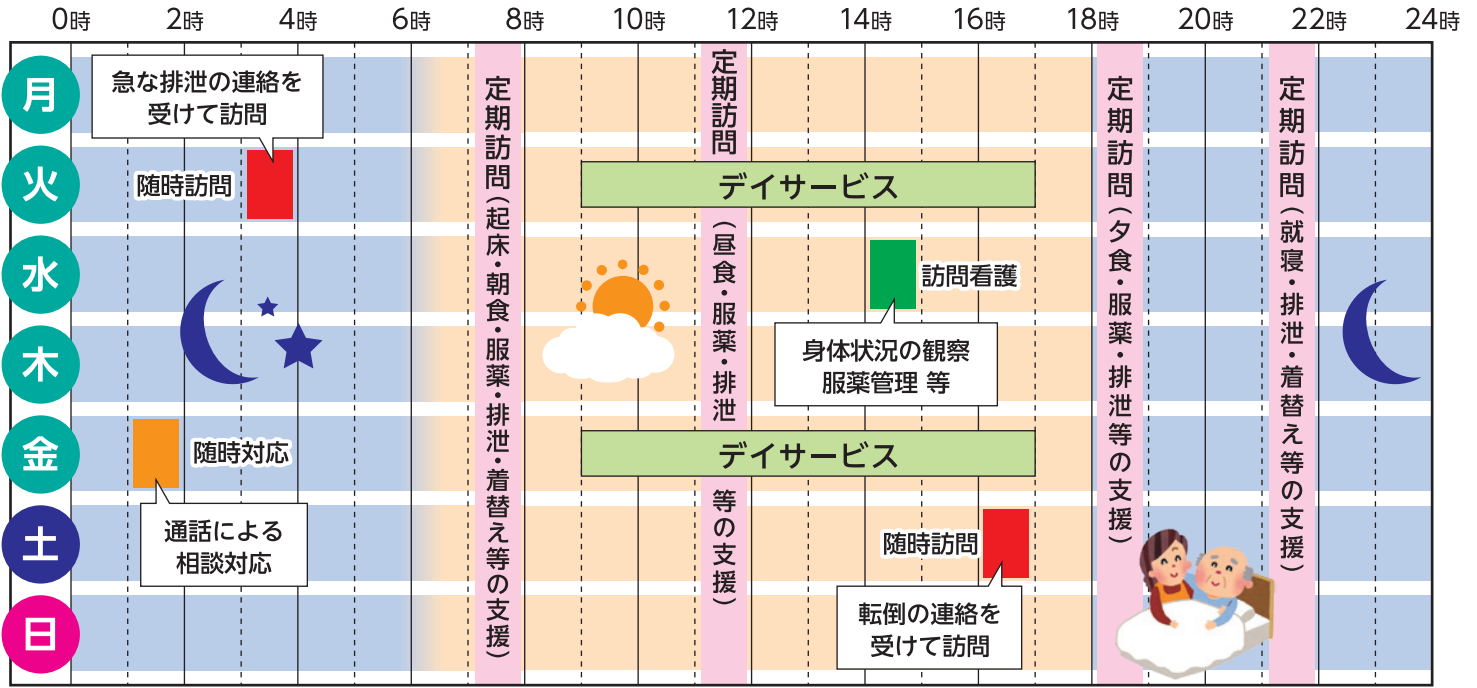 0時 2時 4時 6時 8時 10時 12時 14時 16時 18時 20時 22時 24時
月
火
水
木
金
土
日
急な排泄の連絡を
受けて訪問
随時訪問
随時対応
通話による
相談対応
定期訪問(起床・朝食・服薬・排泄・着替え等の支援)
定期訪問
(昼食・服薬・排泄
等の支援)
デイサービス
訪問看護
身体状況の観察
服薬管理 等
デイサービス
随時訪問
転倒の連絡を
受けて訪問
定期訪問(夕食・服薬・排泄等の支援)
定期訪問(就寝・排泄・着替え等の支援)